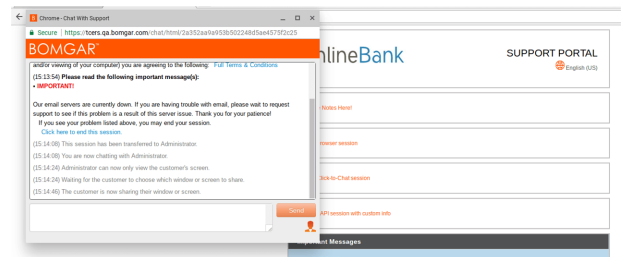 Chrome - Chat With Support
Secure | https://tcers.qa.bomgar.com/chat/html/2a352aa9a953b502248d5ae4575f2c25
BOMGAR
and/or viewing of your computer) you are agreeing to the following: Full Terms & Conditions
(15:13:54) Please read the following important message(s):
• IMPORTANT!
Our email servers are currently down. If you are having trouble with email, please wait to request
support to see if this problem is a result of this server issue. Thank you for your patience!
If you see your problem listed above, you may end your session.
Click here to end this session.
(15:14:08) This session has been transferred to Administrator.
(15:14:08) You are now chatting with Administrator.
(15:14:24) Administrator can now only view the customer's screen.
(15:14:24) Waiting for the customer to choose which window or screen to share.
(15:14:46) The customer is now sharing their window or screen.
Send
nlineBank
SUPPORT PORTAL
English (US)
Notes Here!
rowser session
lick-to-Chat session
API session with custom info
rtant Messages